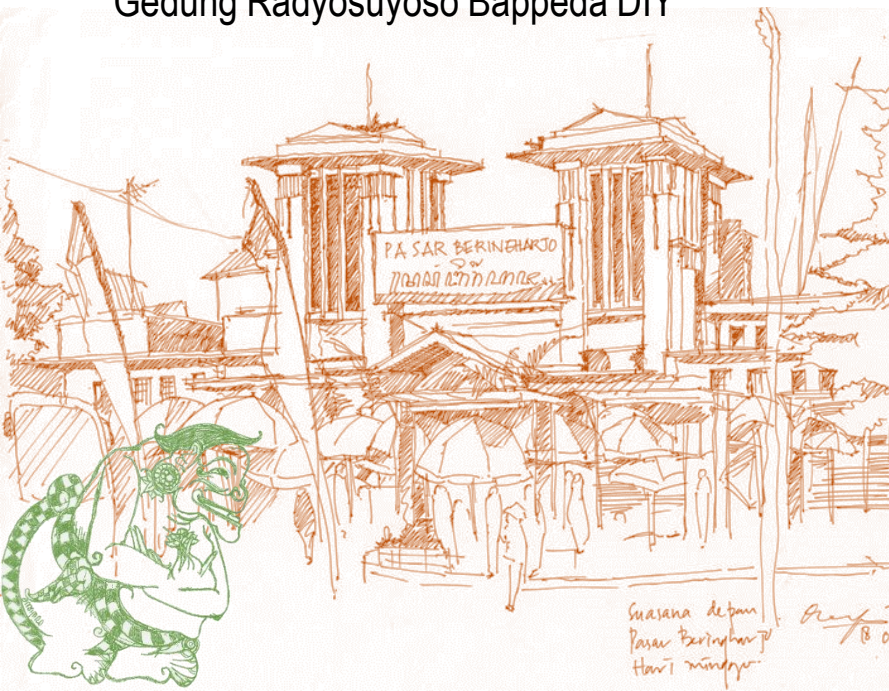 Gedung Radyosuyoso Bappeda DIY
PASAR BERINGHARJO
Suasana depan
Pasar Beringharjo
Hari minggu